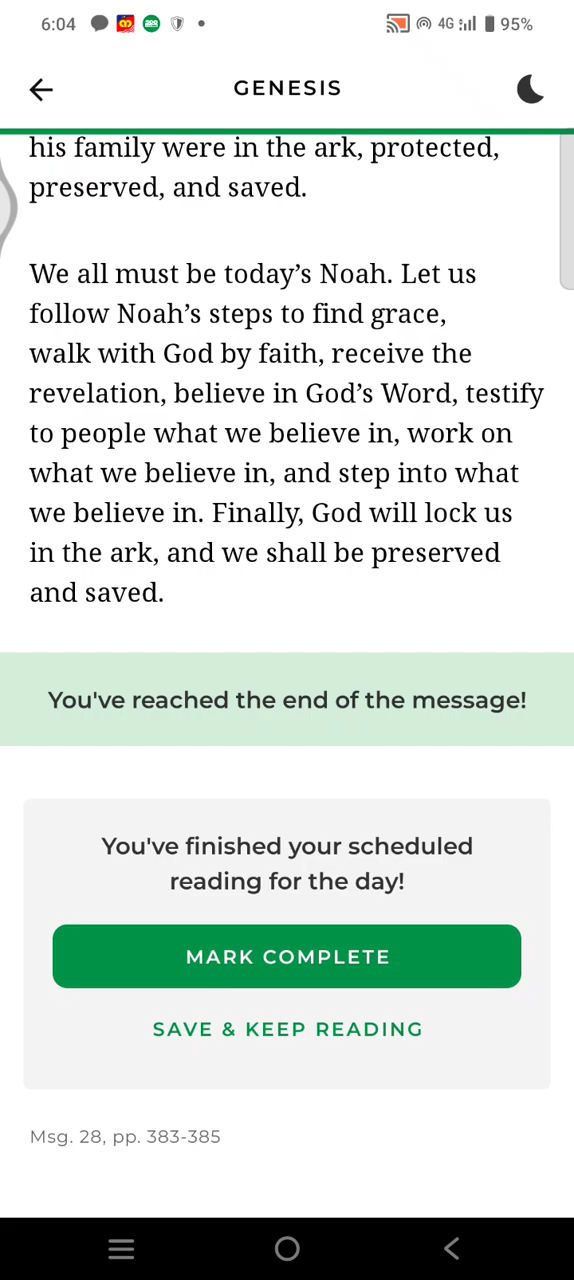 6:04
4G
95%
GENESIS
his family were in the ark, protected,
preserved, and saved.
We all must be today’s Noah. Let us
follow Noah’s steps to find grace,
walk with God by faith, receive the
revelation, believe in God’s Word, testify
to people what we believe in, work on
what we believe in, and step into what
we believe in. Finally, God will lock us
in the ark, and we shall be preserved
and saved.
You've reached the end of the message!
You've finished your scheduled
reading for the day!
MARK COMPLETE
SAVE & KEEP READING
Msg. 28, pp. 383-385